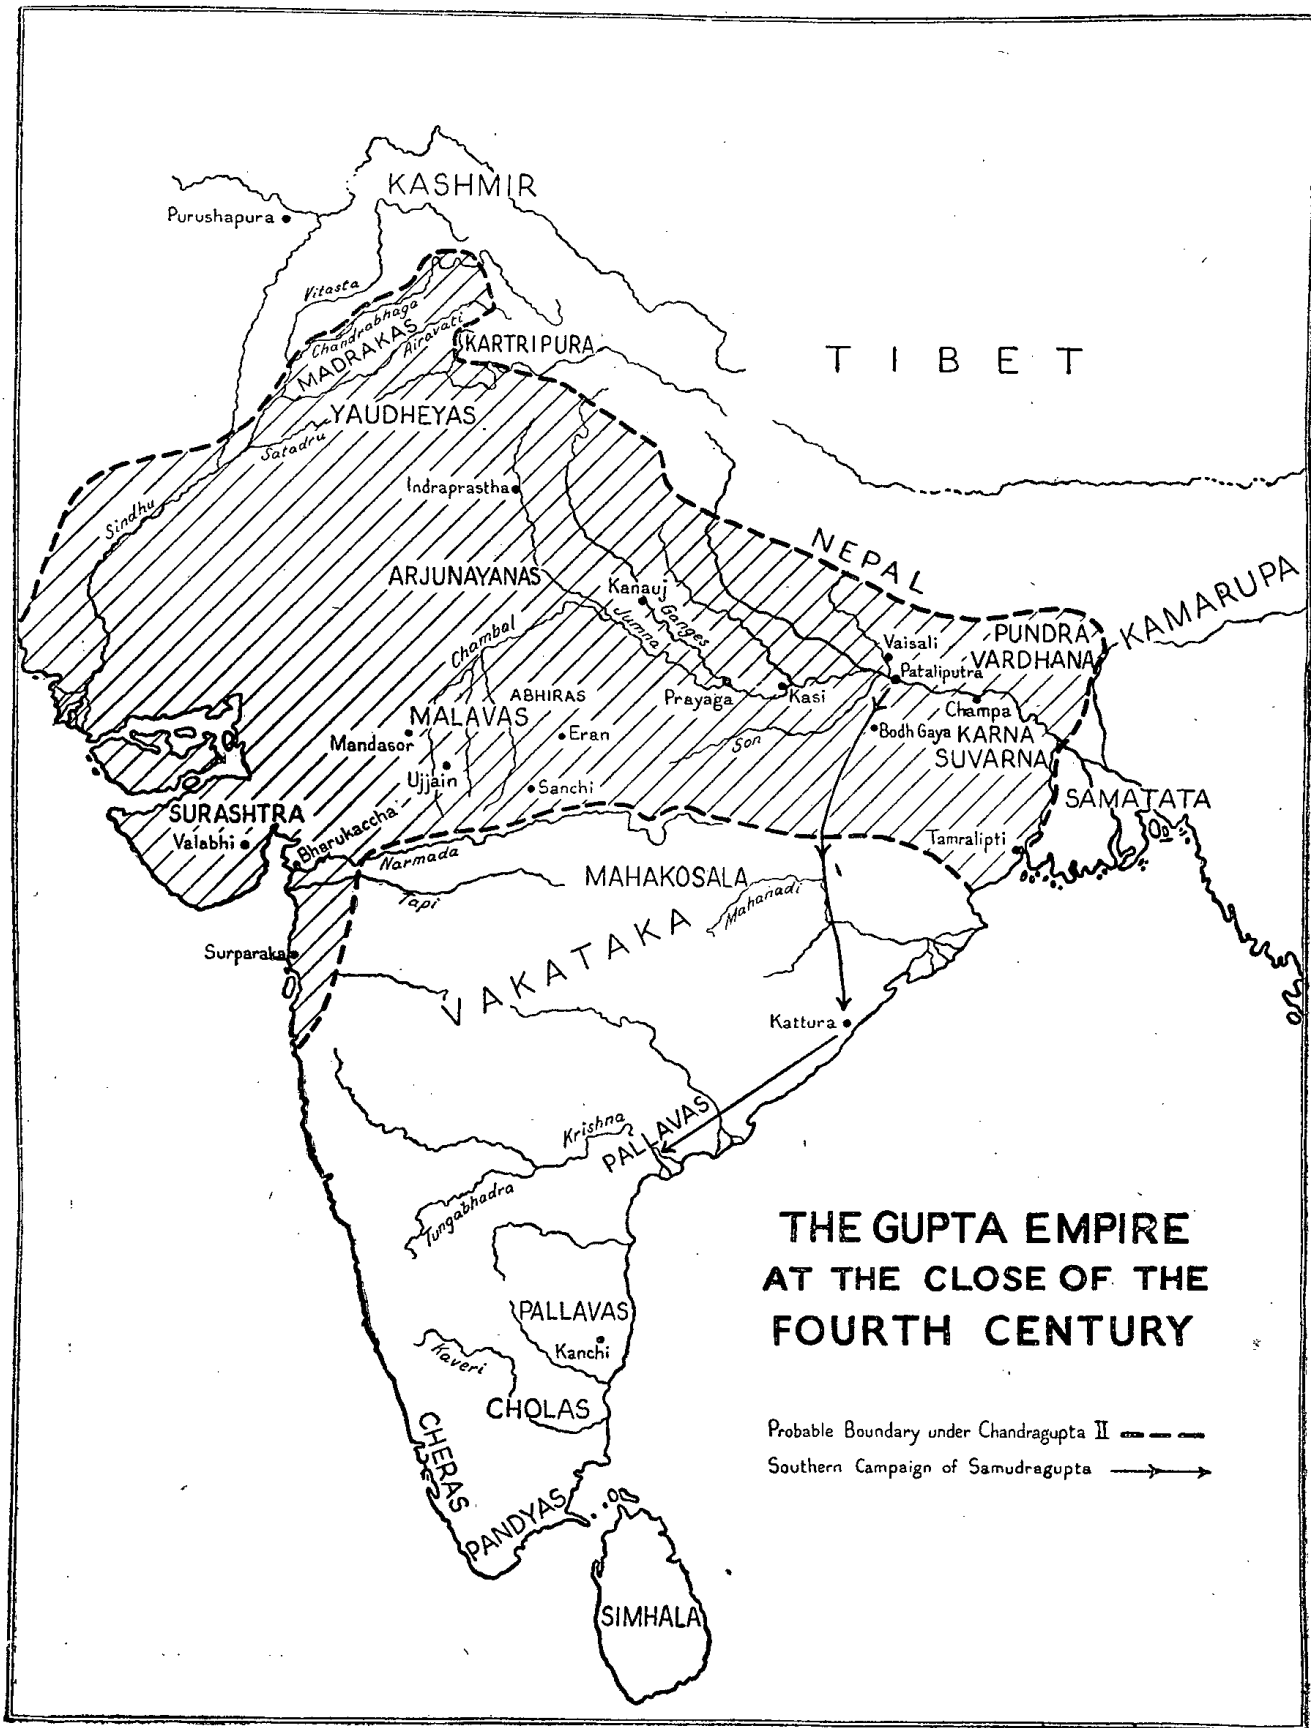 KASHMIR
Purushapura
Vitasta
Chandrabhaga
MADRAKAS
Airavati
KARTRIPURA
TIBET
YAUDHEYAS
Satadru
Indraprastha
Sindhu
NEPAL
ARJUNAYANAS
Kanauj
KAMARUPA
Ganges
Jumna
Chambal
PUNDRA
VARDHANA
Vaisali
Pataliputra
ABHIRAS
Prayaga
Kasi
Champa
MALAVAS
Mandasor
Eran
Son
Bodh Gaya
KARNA
SUVARNA
Ujjain
Sanchi
SAMATATA
SURASHTRA
Valabhi
Bharukaccha
Tamralipti
Narmada
MAHAKOSALA
Tapi
Mahanadi
VAKATAKA
Surparaka
Kattura
Krishna
PALLAVAS
Tungabhadra
THE GUPTA EMPIRE
AT THE CLOSE OF THE
FOURTH CENTURY
PALLAVAS
Kanchi
Kaveri
CHOLAS
Probable Boundary under Chandragupta II
Southern Campaign of Samudragupta
CHERAS
PANDYAS
SIMHALA